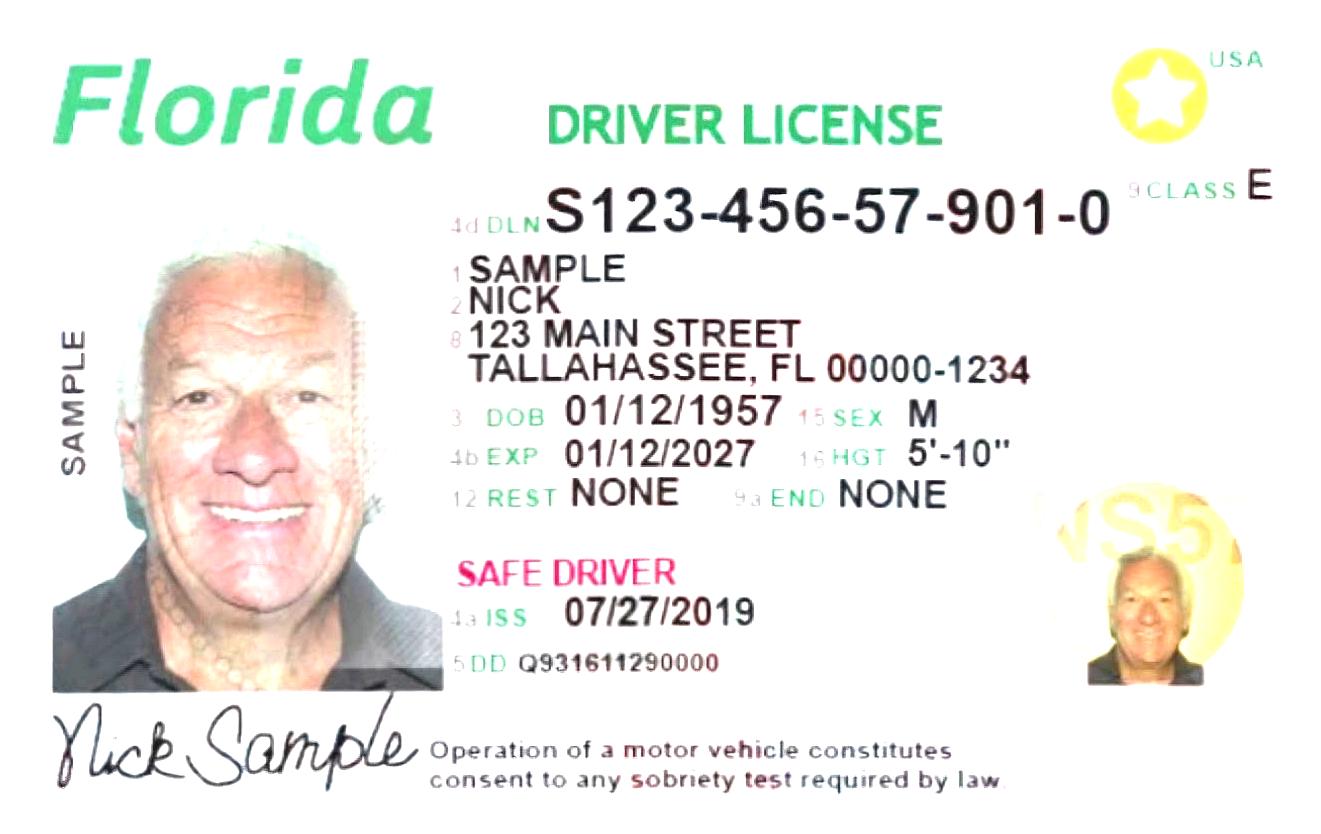 Florida
DRIVER LICENSE
USA
9 CLASS E
4d DLN S123-456-57-901-0
1 SAMPLE
2 NICK
8 123 MAIN STREET
TALLAHASSEE, FL 00000-1234
SAMPLE
3 DOB 01/12/1957 15 SEX M
4b EXP 01/12/2027 16 HGT 5'-10"
12 REST NONE 9a END NONE
SAFE DRIVER
4a ISS 07/27/2019
5 DD Q931611290000
Nick Sample
Operation of a motor vehicle constitutes
consent to any sobriety test required by law.